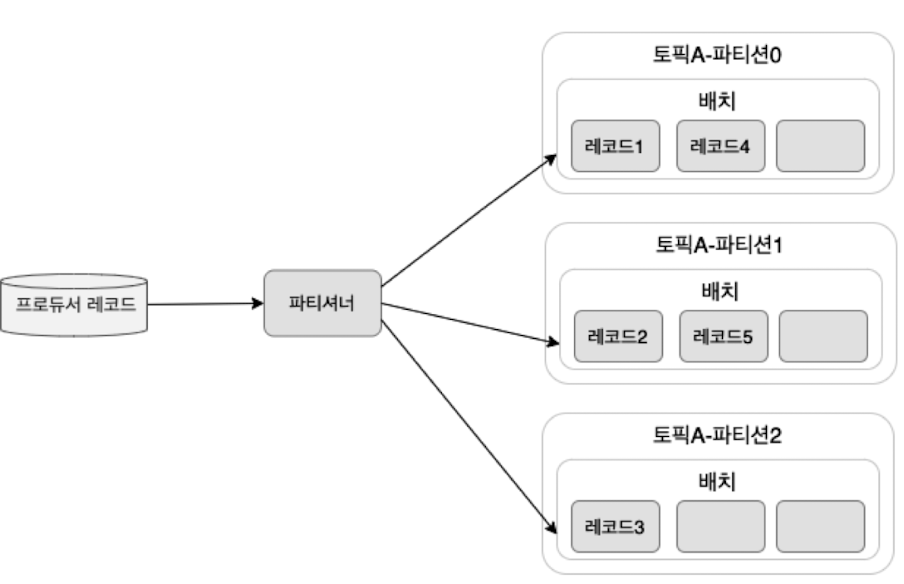 토픽A-파티션0
배치
레코드1 레코드4
토픽A-파티션1
배치
레코드2 레코드5
프로듀서 레코드
파티셔너
토픽A-파티션2
배치
레코드3